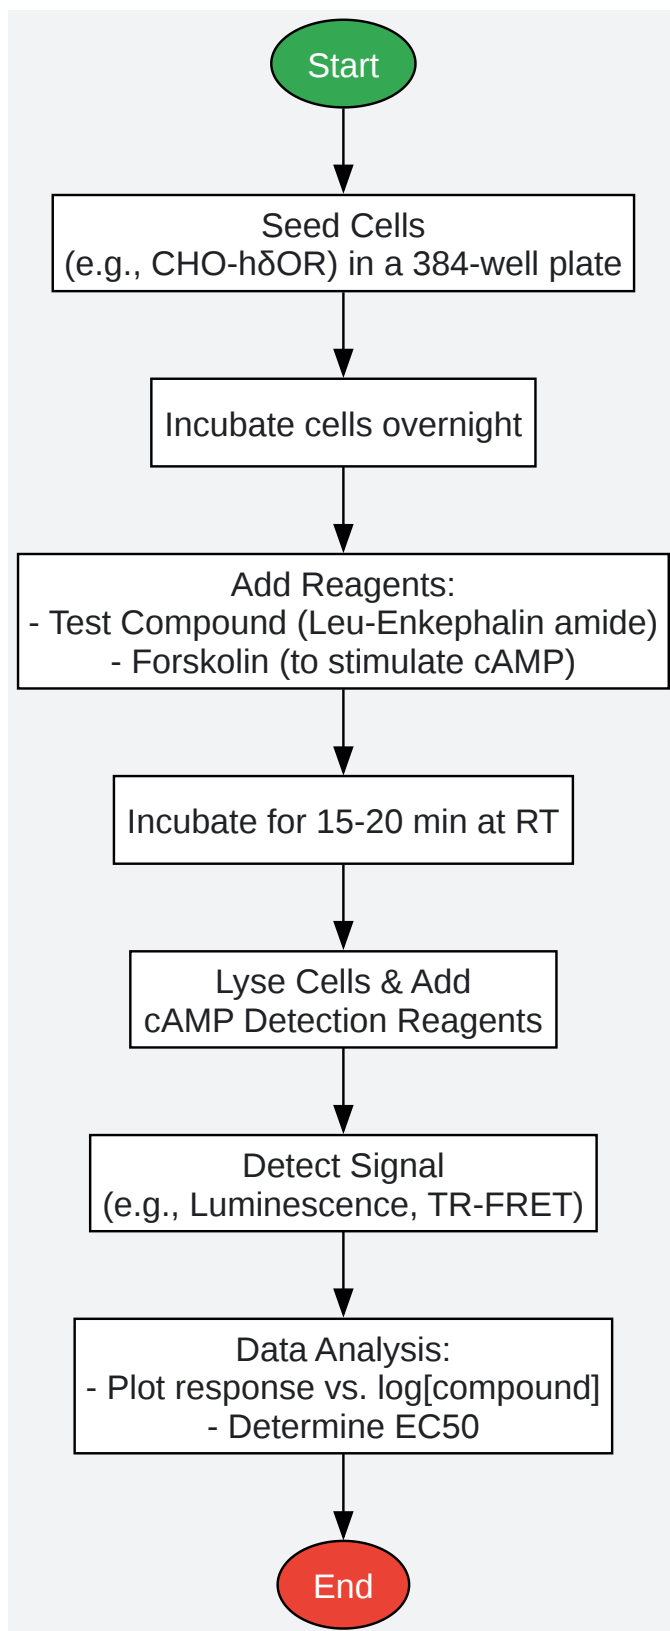 Start
Seed Cells
(e.g., CHO-hδOR) in a 384-well plate
Incubate cells overnight
Add Reagents:
- Test Compound (Leu-Enkephalin amide)
- Forskolin (to stimulate cAMP)
Incubate for 15-20 min at RT
Lyse Cells & Add
cAMP Detection Reagents
Detect Signal
(e.g., Luminescence, TR-FRET)
Data Analysis:
- Plot response vs. log[compound]
- Determine EC50
End